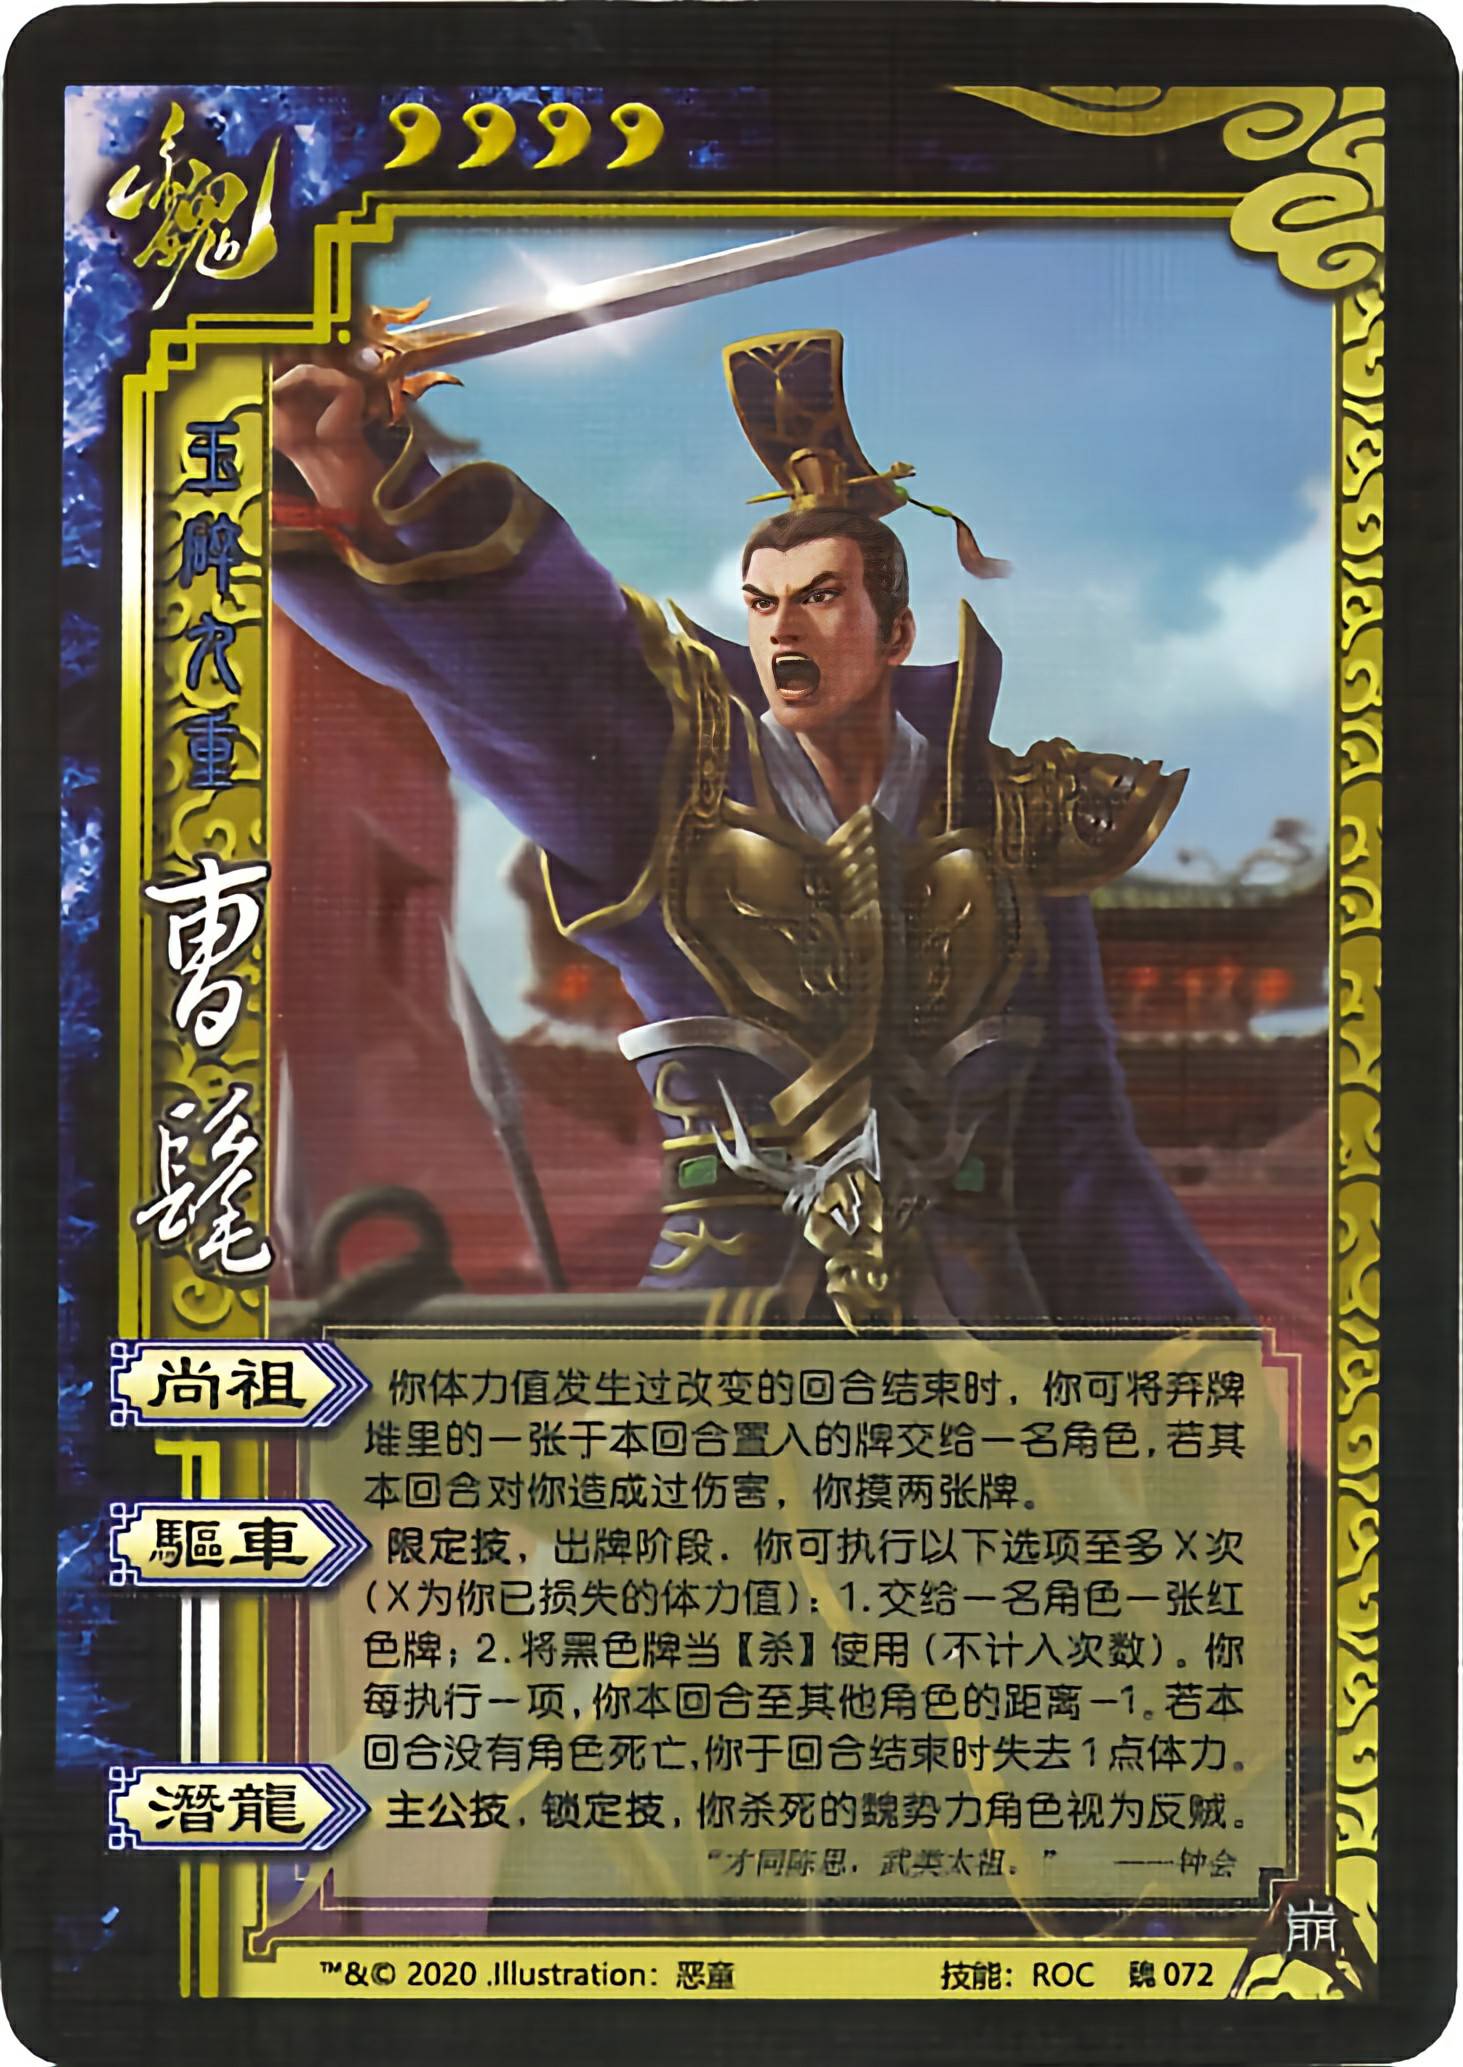 魏
玉碎九重
曹髦
尚祖
你体力值发生过改变的回合结束时，你可将弃牌
堆里的一张于本回合置入的牌交给一名角色，若其
本回合对你造成过伤害，你摸两张牌。
驅車
限定技，出牌阶段，你可执行以下选项至多X次
（X为你已损失的体力值）：1.交给一名角色一张红
色牌；2.将黑色牌当【杀】使用（不计入次数）。你
每执行一项，你本回合至其他角色的距离-1。若本
回合没有角色死亡，你于回合结束时失去1点体力。
潛龍
主公技，锁定技，你杀死的魏势力角色视为反贼。
“才同陈思，武类太祖。” ——钟会
崩
™&© 2020 .Illustration：恶童 技能：ROC 魏 072